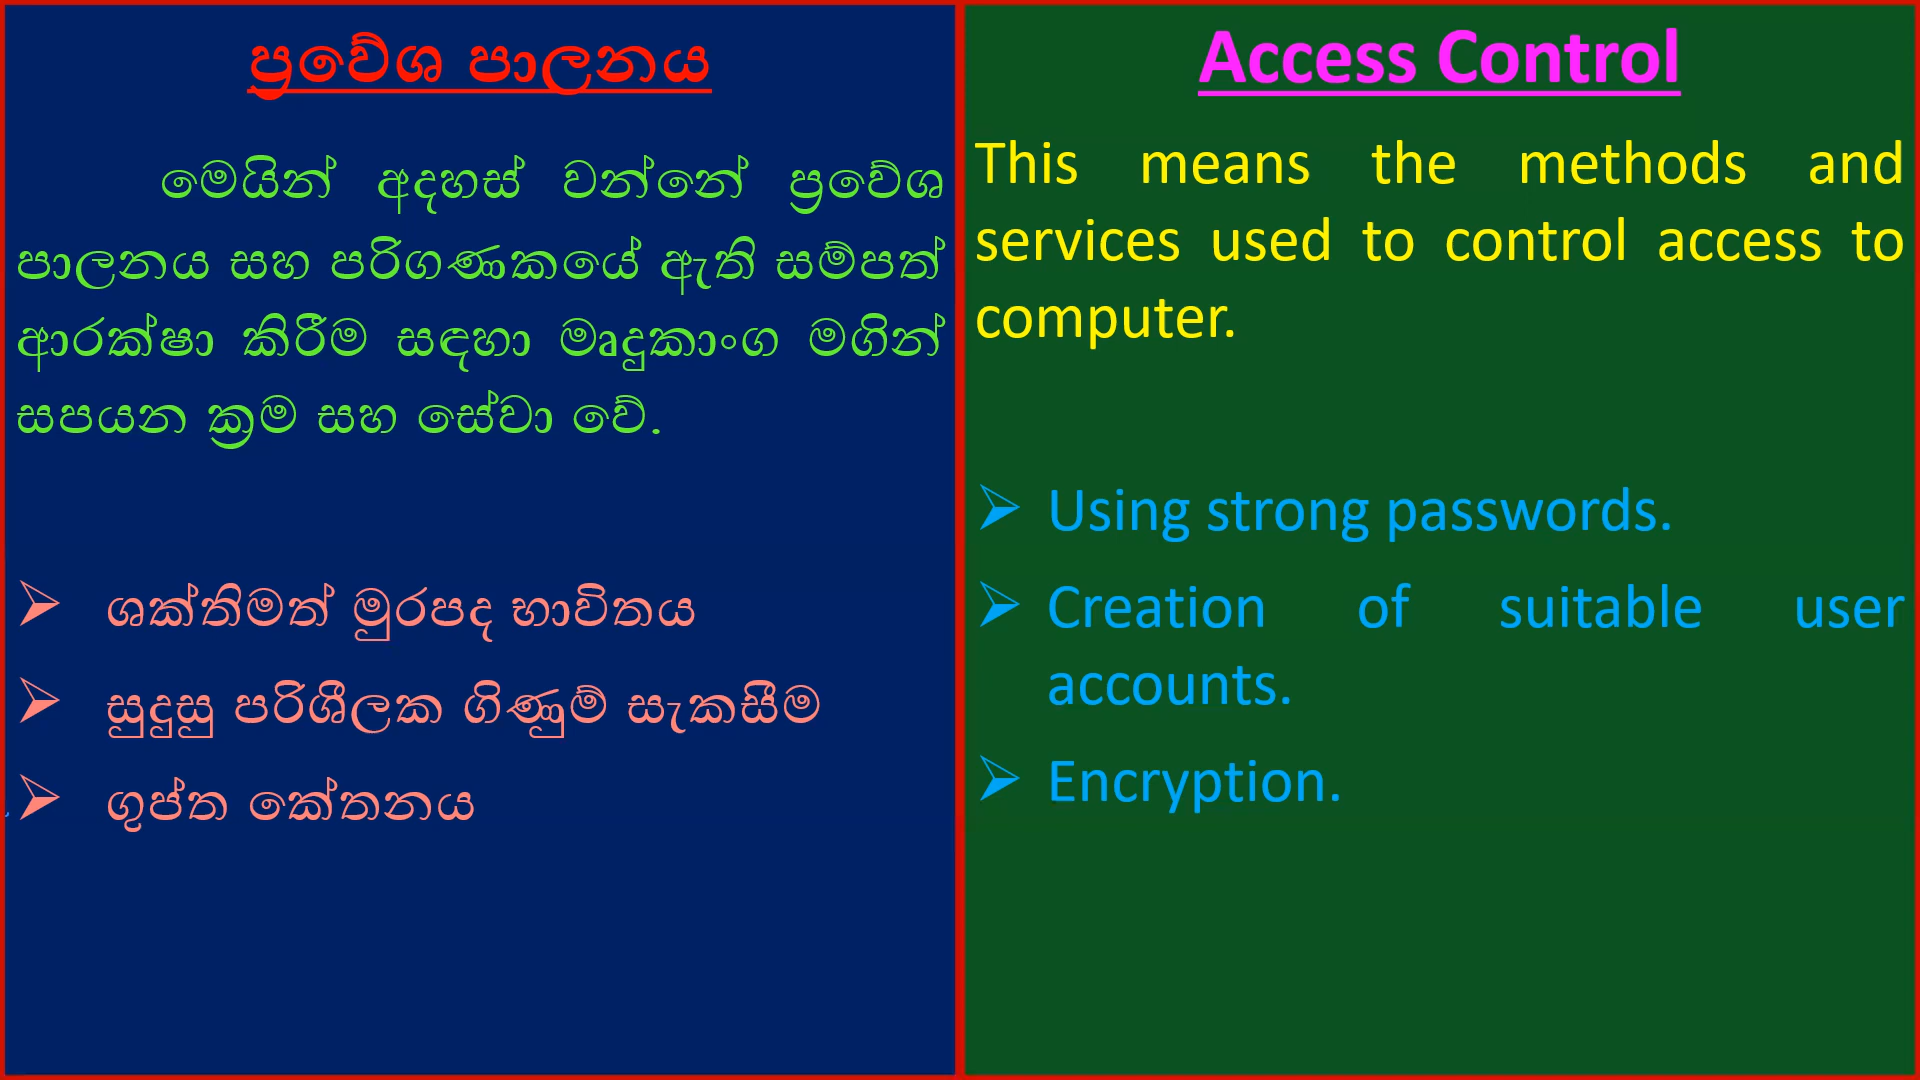 ප්‍රවේශ පාලනය
මෙයින් අදහස් වන්නේ ප්‍රවේශ
පාලනය සහ පරිගණකයේ ඇති සම්පත්
ආරක්ෂා කිරීම සඳහා මෘදුකාංග මගින්
සපයන ක්‍රම සහ සේවා වේ.
➢ ශක්තිමත් මුරපද භාවිතය
➢ සුදුසු පරිශීලක ගිණුම් සැකසීම
➢ ගුප්ත කේතනය
Access Control
This means the methods and
services used to control access to
computer.
➢ Using strong passwords.
➢ Creation of suitable user
accounts.
➢ Encryption.